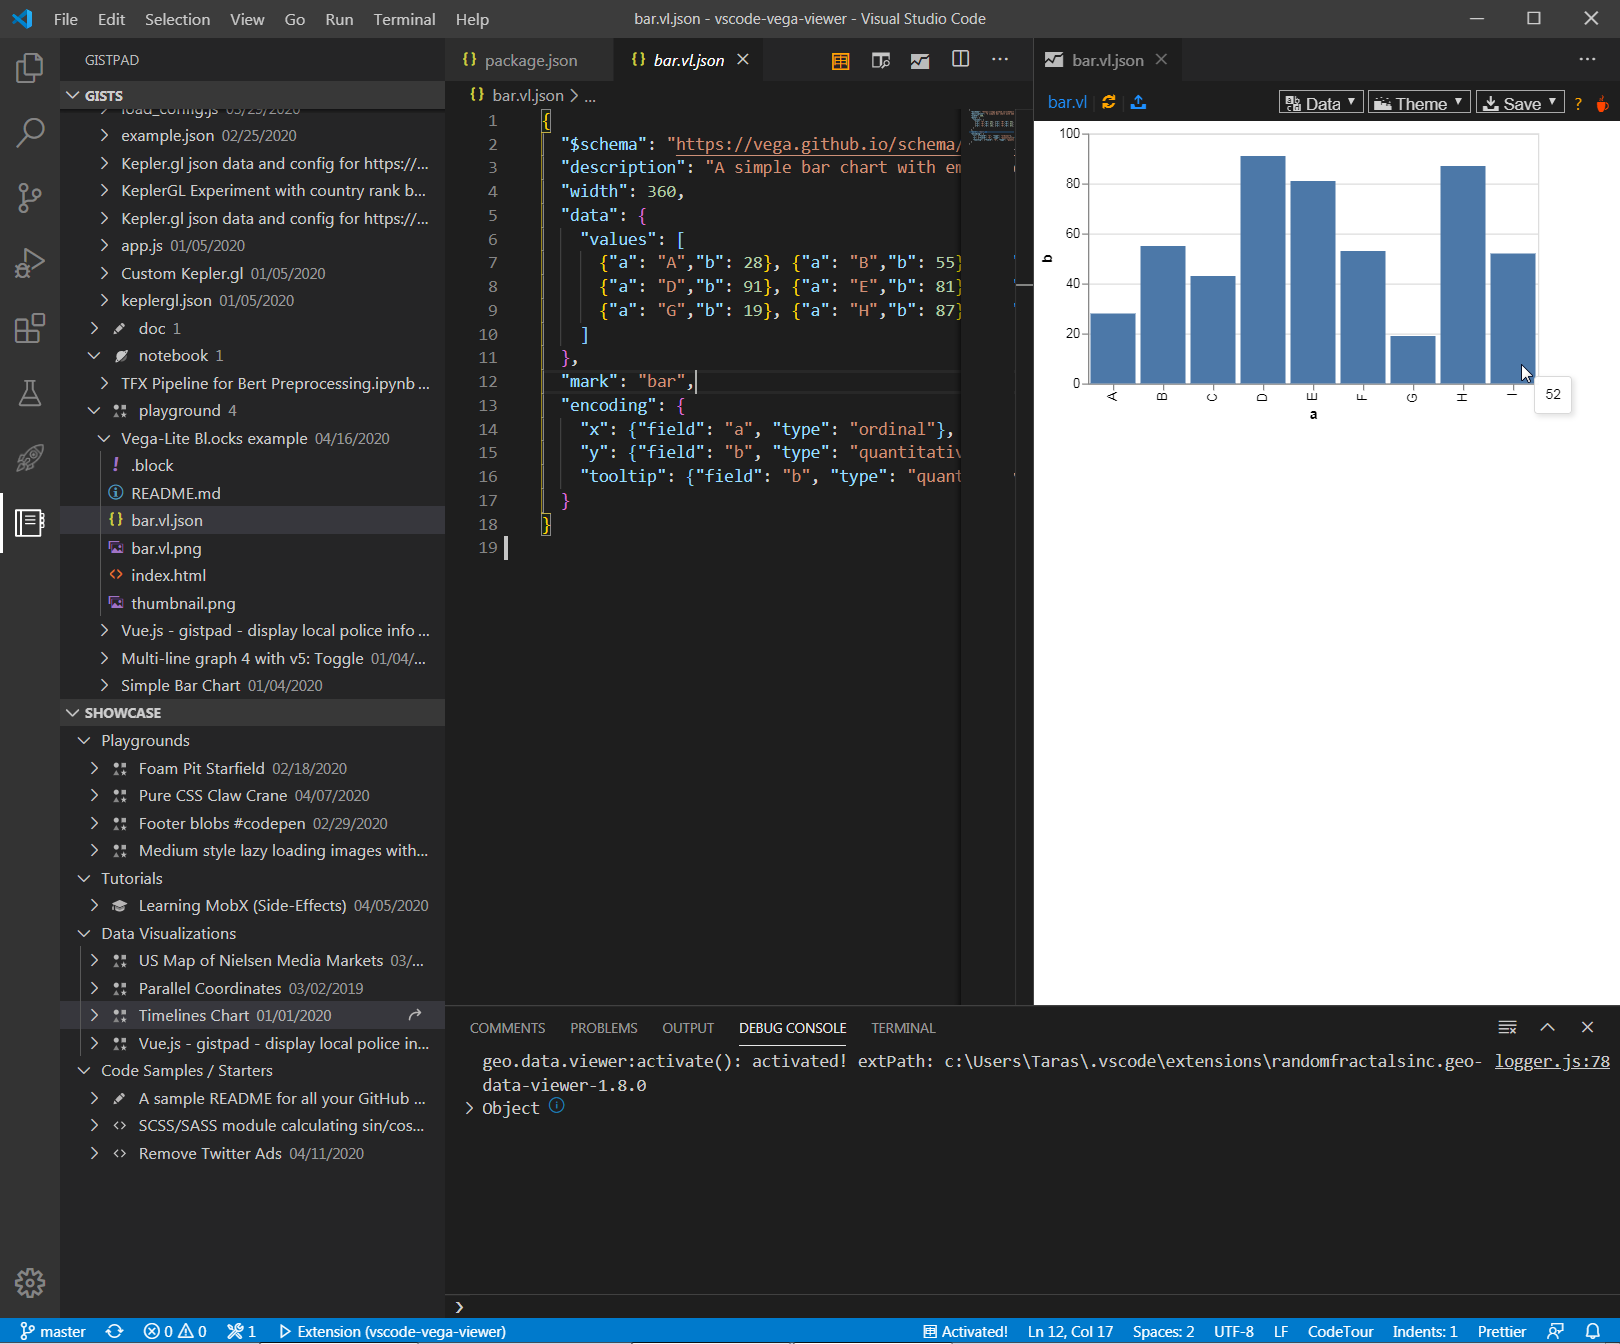 File Edit Selection View Go Run Terminal Help
bar.vl.json - vscode-vega-viewer - Visual Studio Code
GISTPAD
GISTS
load_config.js 03/29/2020
example.json 02/25/2020
Kepler.gl json data and config for https://...
KeplerGL Experiment with country rank b...
Kepler.gl json data and config for https://...
app.js 01/05/2020
Custom Kepler.gl 01/05/2020
keplergl.json 01/05/2020
doc 1
notebook 1
TFX Pipeline for Bert Preprocessing.ipynb ...
playground 4
Vega-Lite Bl.ocks example 04/16/2020
! .block
README.md
{} bar.vl.json
bar.vl.png
<> index.html
thumbnail.png
Vue.js - gistpad - display local police info ...
Multi-line graph 4 with v5: Toggle 01/04/...
Simple Bar Chart 01/04/2020
SHOWCASE
Playgrounds
Foam Pit Starfield 02/18/2020
Pure CSS Claw Crane 04/07/2020
Footer blobs #codepen 02/29/2020
Medium style lazy loading images with...
Tutorials
Learning MobX (Side-Effects) 04/05/2020
Data Visualizations
US Map of Nielsen Media Markets 03/...
Parallel Coordinates 03/02/2019
Timelines Chart 01/01/2020
Vue.js - gistpad - display local police in...
Code Samples / Starters
A sample README for all your GitHub ...
<> SCSS/SASS module calculating sin/cos...
<> Remove Twitter Ads 04/11/2020
{} package.json {} bar.vl.json ...
{} bar.vl.json > ...
1 {
2 "$schema": "https://vega.github.io/schema/
3 "description": "A simple bar chart with em
4 "width": 360,
5 "data": {
6 "values": [
7 {"a": "A","b": 28}, {"a": "B","b": 55}
8 {"a": "D","b": 91}, {"a": "E","b": 81}
9 {"a": "G","b": 19}, {"a": "H","b": 87}
10 ]
11 },
12 "mark": "bar",
13 "encoding": {
14 "x": {"field": "a", "type": "ordinal"},
15 "y": {"field": "b", "type": "quantitativ
16 "tooltip": {"field": "b", "type": "quant
17 }
18 }
19
bar.vl.json ...
bar.vl Data Theme Save ?
100
80
60
40
20
0
b
A B C D E F G H I
a
52
COMMENTS PROBLEMS OUTPUT DEBUG CONSOLE TERMINAL
geo.data.viewer:activate(): activated! extPath: c:\Users\Taras\.vscode\extensions\randomfractalsinc.geo- logger.js:78
data-viewer-1.8.0
> Object
master 0 0 1 Extension (vscode-vega-viewer) Activated! Ln 12, Col 17 Spaces: 2 UTF-8 LF CodeTour Indents: 1 Prettier